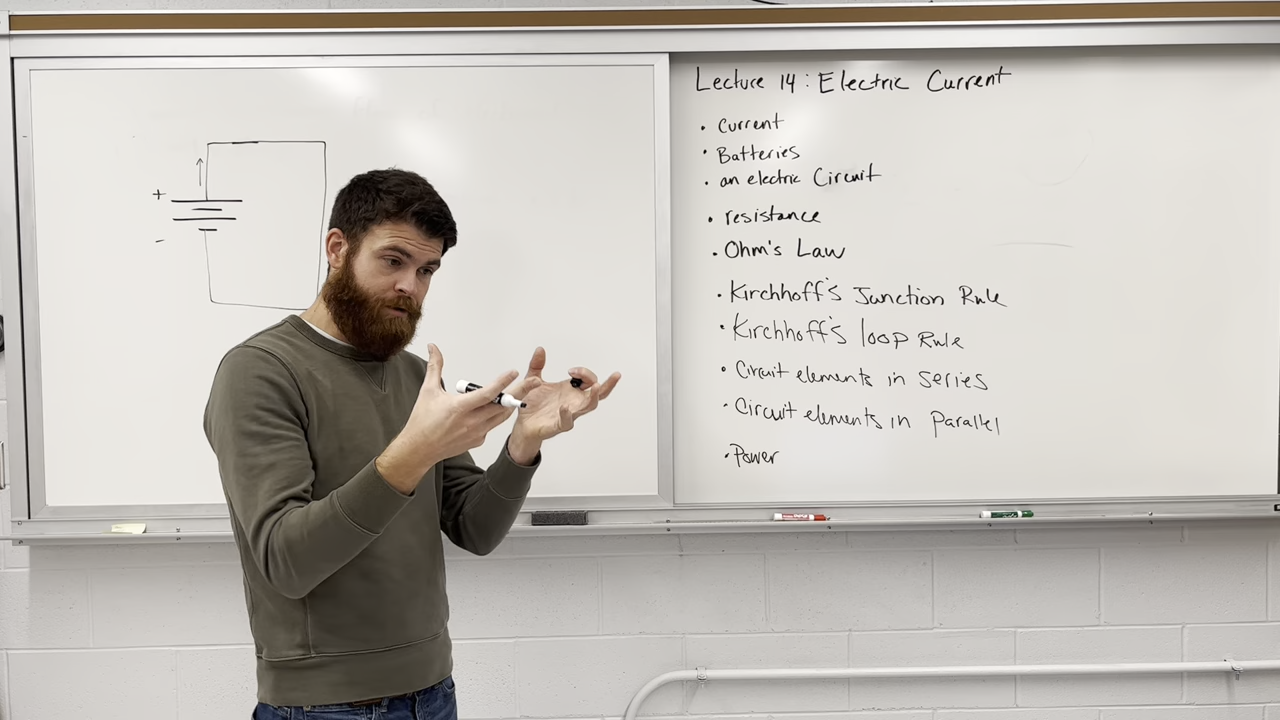 +
-
Lecture 14: Electric Current
• Current
• Batteries
• an electric Circuit
• resistance
• Ohm's Law
• Kirchhoff's Junction Rule
• Kirchhoff's loop Rule
• Circuit elements in series
• Circuit elements in Parallel
• Power